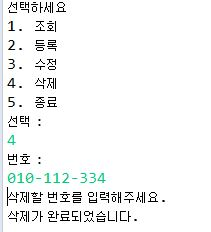 선택하세요
1. 조회
2. 등록
3. 수정
4. 삭제
5. 종료
선택 :
4
번호 :
010-112-334
삭제할 번호를 입력해주세요.
삭제가 완료되었습니다.